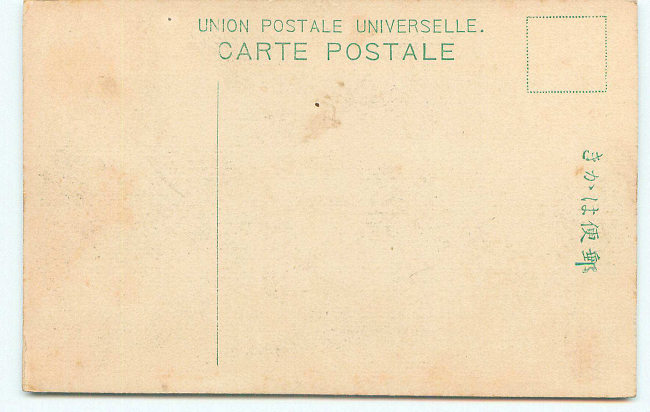 UNION POSTALE UNIVERSELLE.
CARTE POSTALE
郵便はかき